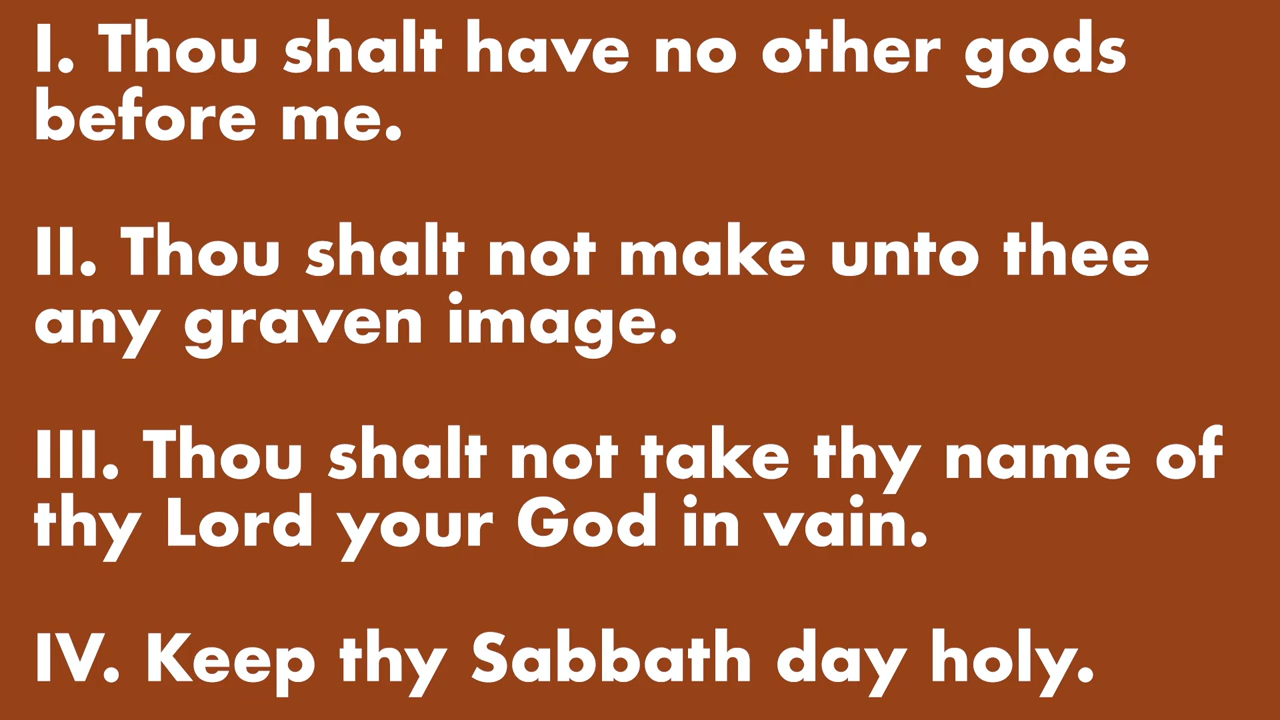 I. Thou shalt have no other gods
before me.
II. Thou shalt not make unto thee
any graven image.
III. Thou shalt not take thy name of
thy Lord your God in vain.
IV. Keep thy Sabbath day holy.